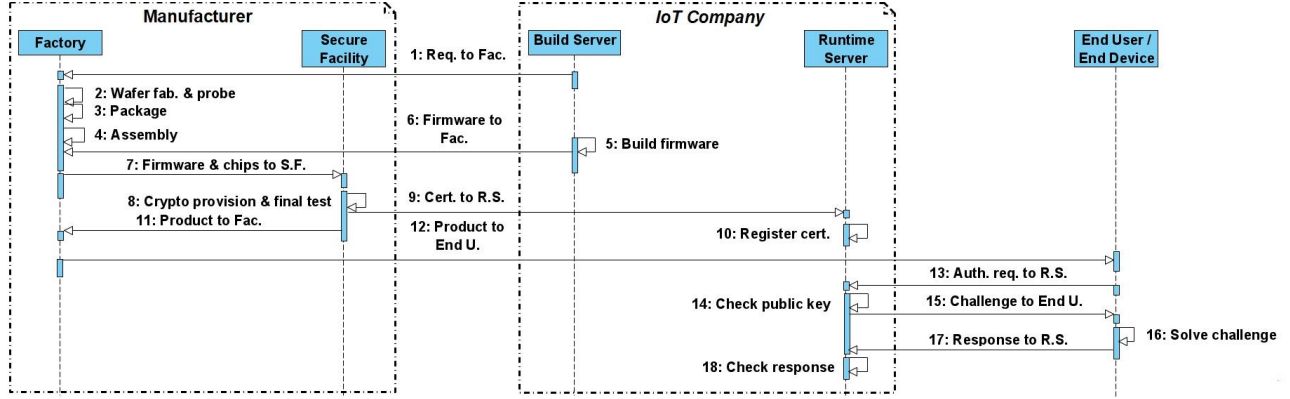 Manufacturer
IoT Company
Factory
Secure
Facility
Build Server
Runtime
Server
End User /
End Device
1: Req. to Fac.
2: Wafer fab. & probe
3: Package
4: Assembly
5: Build firmware
6: Firmware to
Fac.
7: Firmware & chips to S.F.
8: Crypto provision & final test
9: Cert. to R.S.
10: Register cert.
11: Product to Fac.
12: Product to
End U.
13: Auth. req. to R.S.
14: Check public key
15: Challenge to End U.
16: Solve challenge
17: Response to R.S.
18: Check response